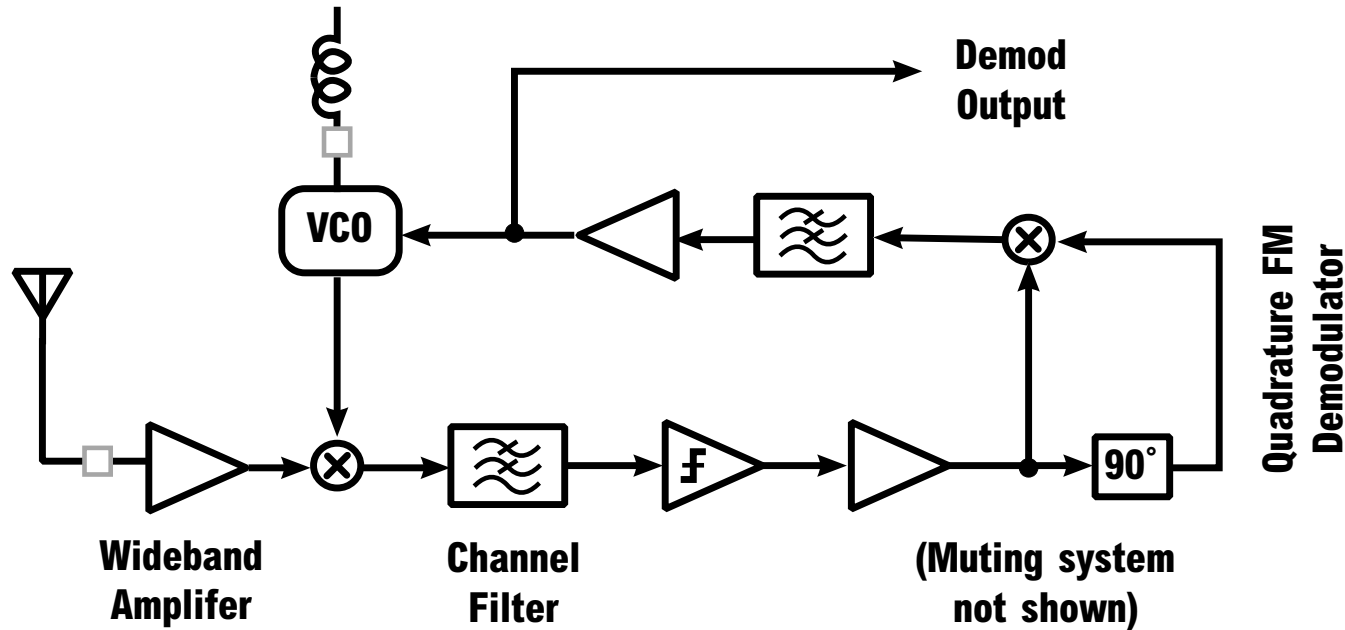 Demod
Output
VCO
Quadrature FM
Demodulator
90°
Wideband
Amplifer
Channel
Filter
(Muting system
not shown)